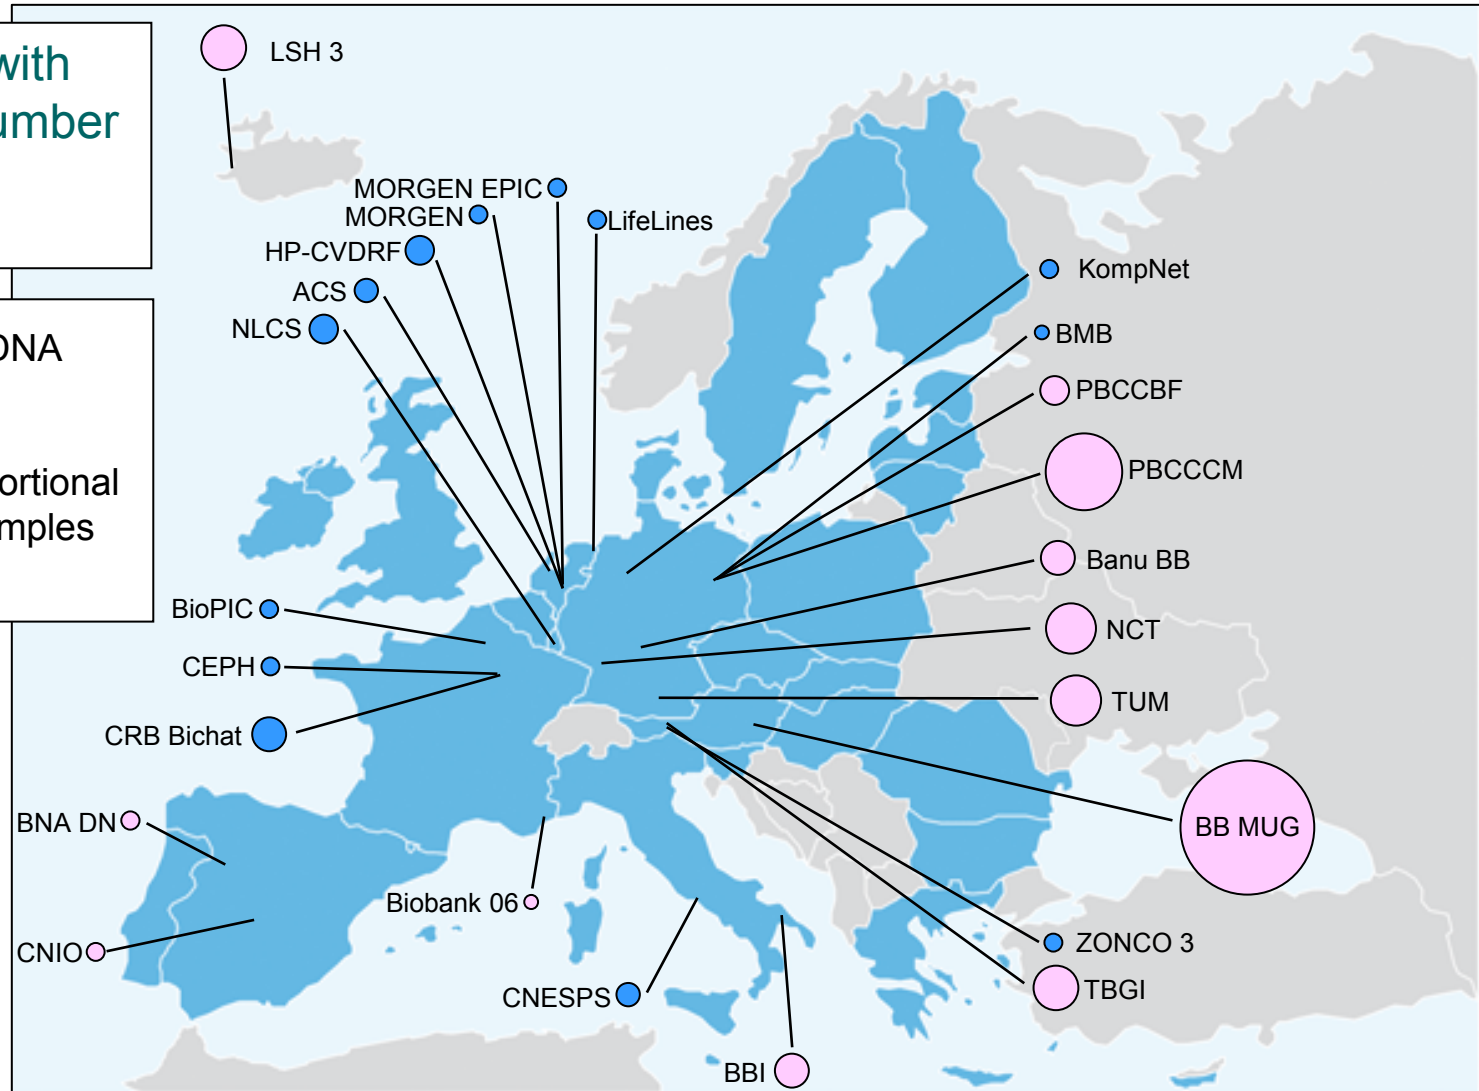 with
umber
DNA
ortional
mples
LSH 3
MORGEN EPIC
MORGEN
LifeLines
HP-CVDRF
ACS
NLCS
KompNet
BMB
PBCCBF
PBCCCM
Banu BB
NCT
TUM
BB MUG
BioPIC
CEPH
CRB Bichat
BNA DN
Biobank 06
CNIO
CNESPS
ZONCO 3
TBGI
BBI